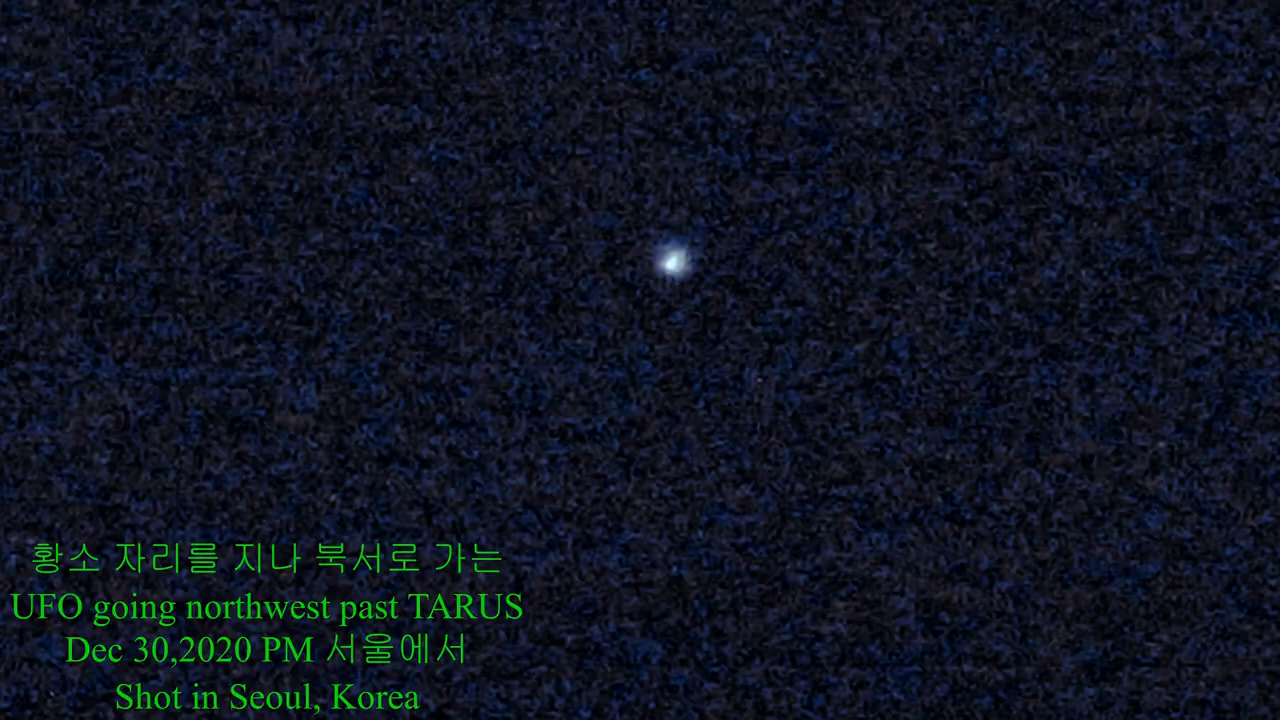 황소 자리를 지나 북서로 가는
UFO going northwest past TARUS
Dec 30,2020 PM 서울에서
Shot in Seoul, Korea